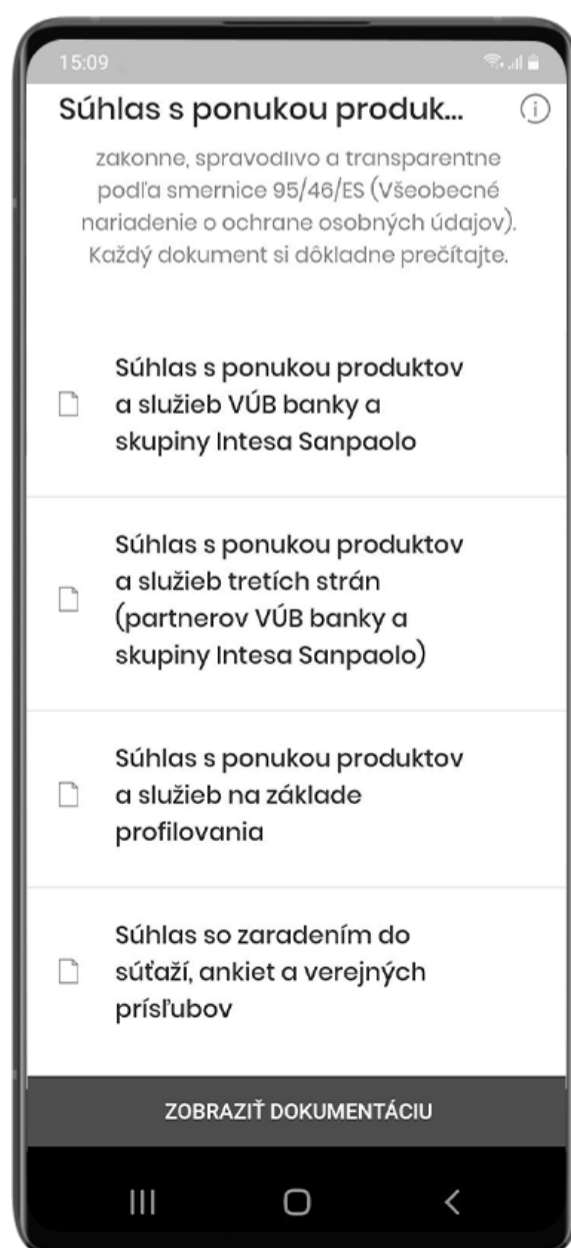 15:09
Súhlas s ponukou produk...
zákonne, spravodlivo a transparentne
podľa smernice 95/46/ES (Všeobecné
nariadenie o ochrane osobných údajov).
Každý dokument si dôkladne prečítajte.
Súhlas s ponukou produktov
a služieb VÚB banky a
skupiny Intesa Sanpaolo
Súhlas s ponukou produktov
a služieb tretích strán
(partnerov VÚB banky a
skupiny Intesa Sanpaolo)
Súhlas s ponukou produktov
a služieb na základe
profilovania
Súhlas so zaradením do
súťaží, ankiet a verejných
prísľubov
ZOBRAZIŤ DOKUMENTÁCIU